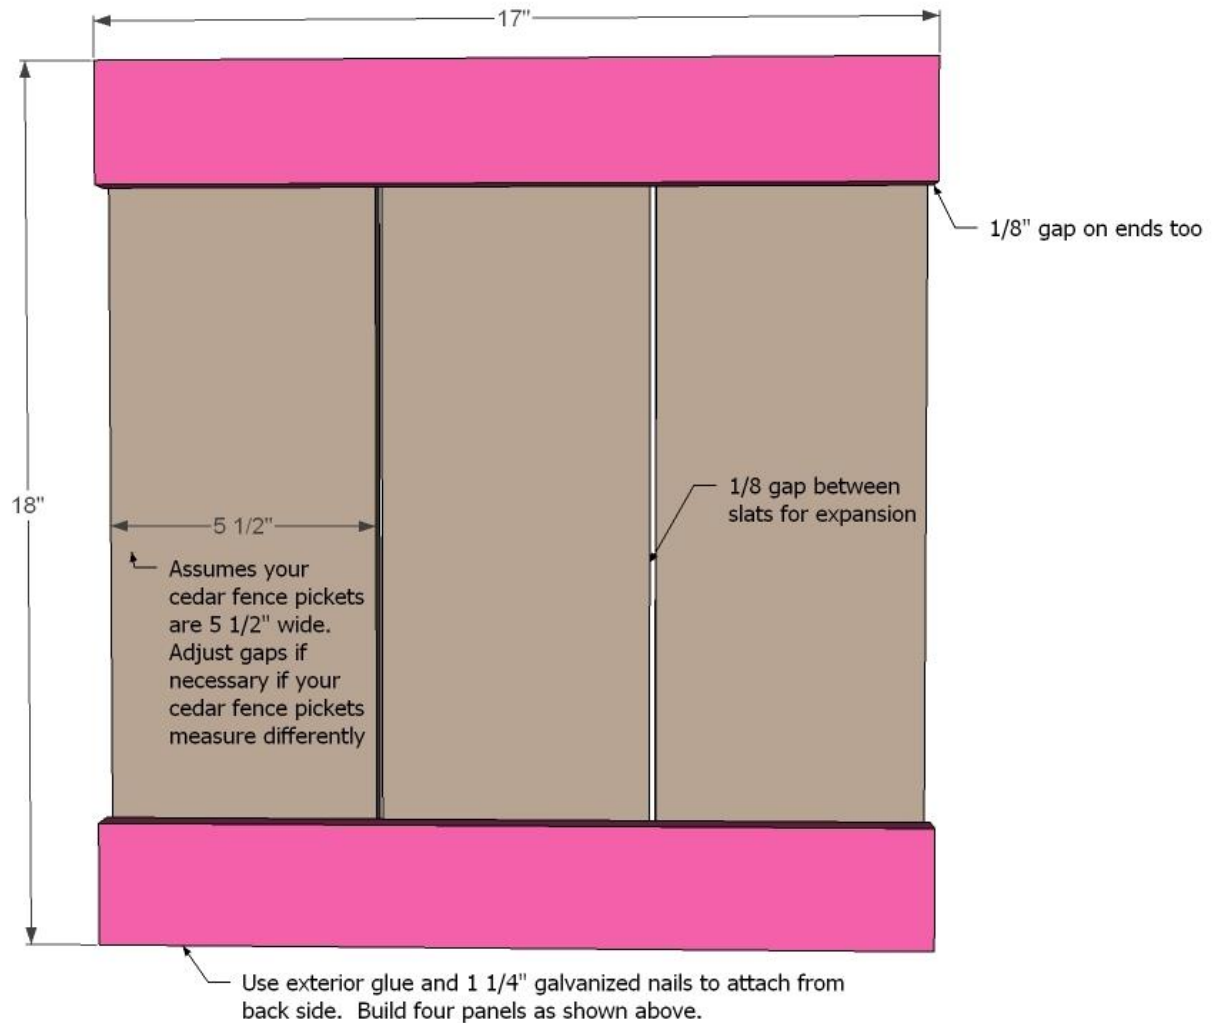 17"
1/8" gap on ends too
18"
1/8 gap between
slats for expansion
5 1/2"
Assumes your
cedar fence pickets
are 5 1/2" wide.
Adjust gaps if
necessary if your
cedar fence pickets
measure differently
Use exterior glue and 1 1/4" galvanized nails to attach from
back side.  Build four panels as shown above.